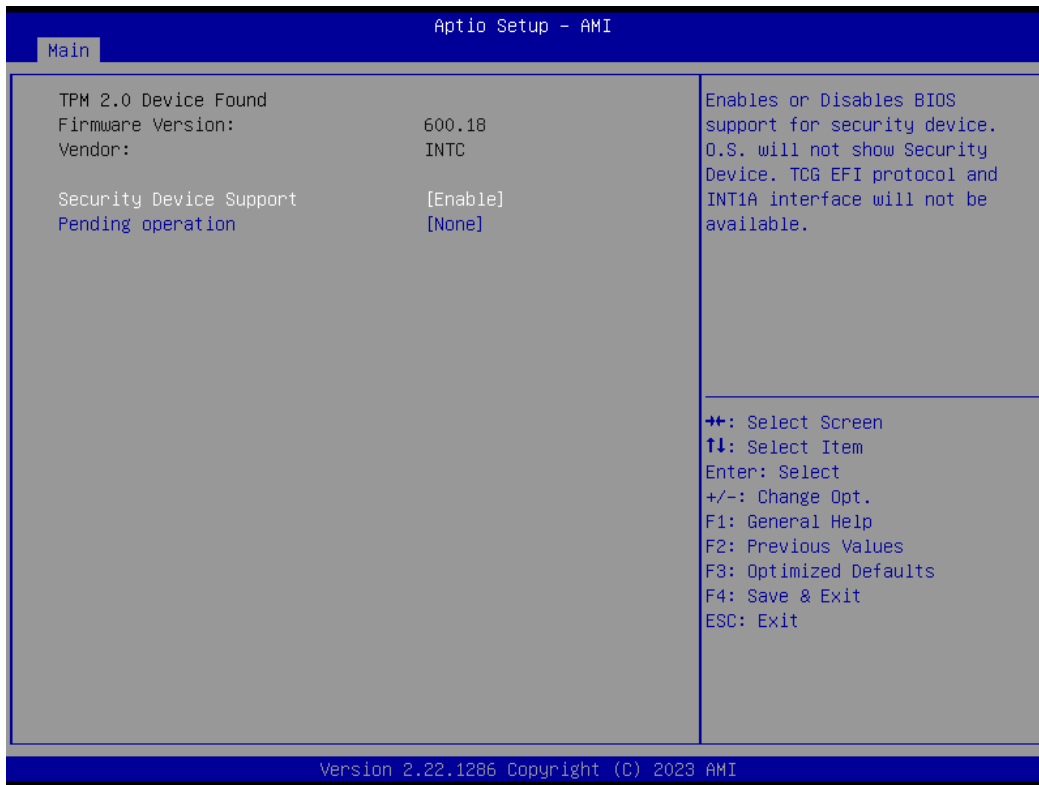 Aptio Setup – AMI
Main
TPM 2.0 Device Found
Firmware Version: 600.18
Vendor: INTC
Security Device Support [Enable]
Pending operation [None]
Enables or Disables BIOS
support for security device.
O.S. will not show Security
Device. TCG EFI protocol and
INT1A interface will not be
available.
→←: Select Screen
↑↓: Select Item
Enter: Select
+/-: Change Opt.
F1: General Help
F2: Previous Values
F3: Optimized Defaults
F4: Save & Exit
ESC: Exit
Version 2.22.1286 Copyright (C) 2023 AMI